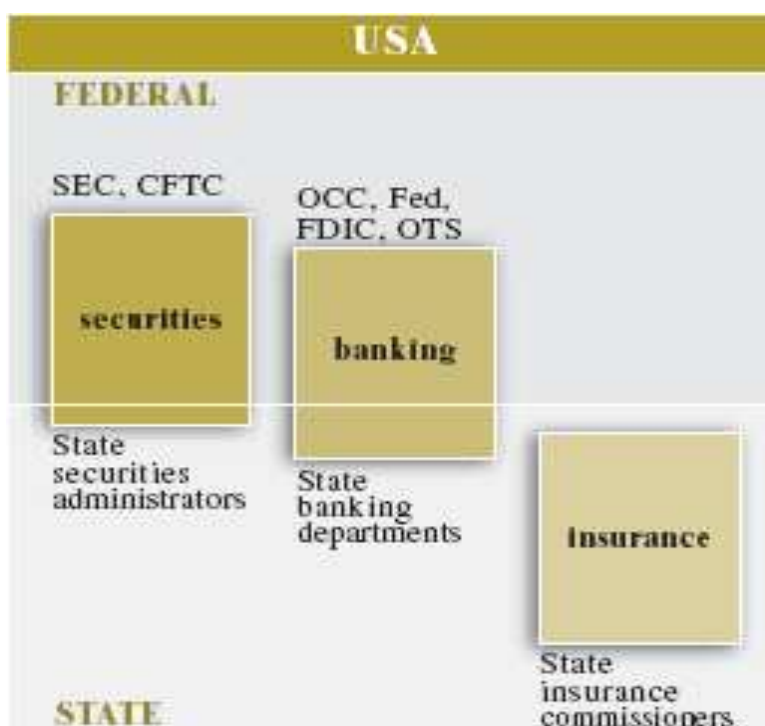 USA
FEDERAL
SEC, CFTC
OCC, Fed,
FDIC, OTS
securities
banking
State
securities
administrators
State
banking
departments
insurance
State
insurance
commissioners
STATE